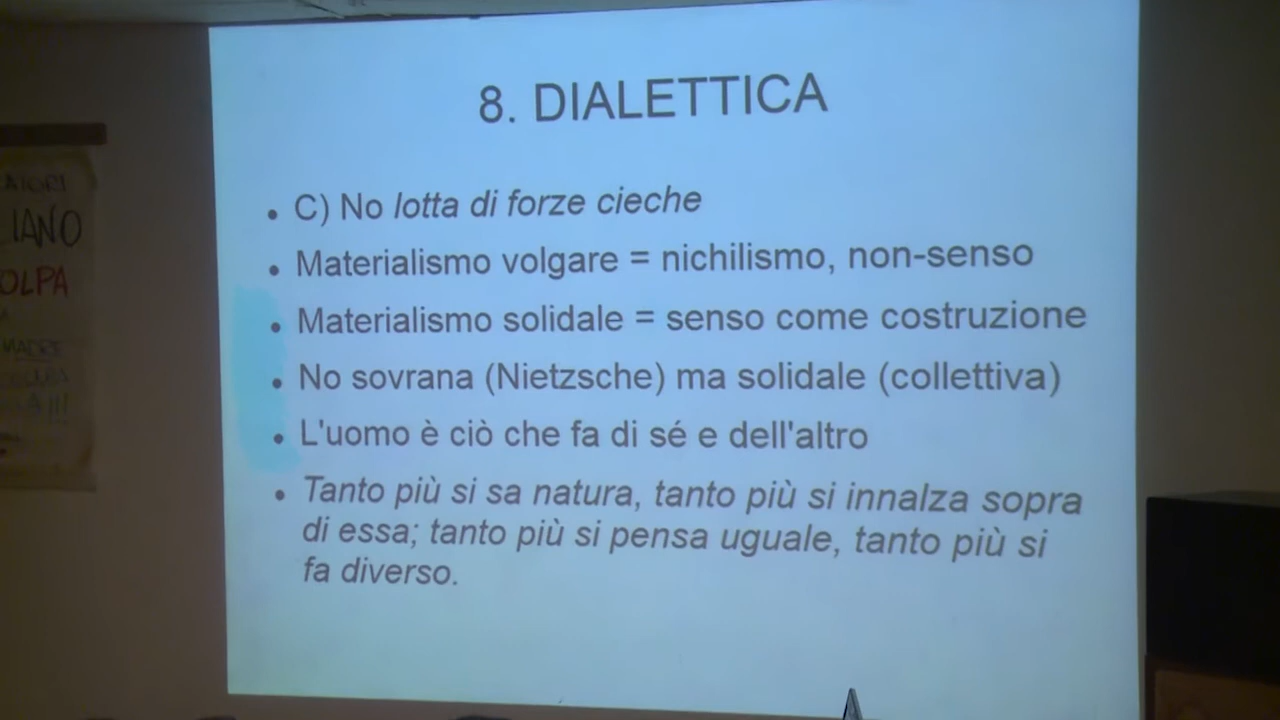 8. DIALETTICA
• C) No lotta di forze cieche
• Materialismo volgare = nichilismo, non-senso
• Materialismo solidale = senso come costruzione
• No sovrana (Nietzsche) ma solidale (collettiva)
• L'uomo è ciò che fa di sé e dell'altro
• Tanto più si sa natura, tanto più si innalza sopra
di essa; tanto più si pensa uguale, tanto più si
fa diverso.
IANO
OLPA
MADRE